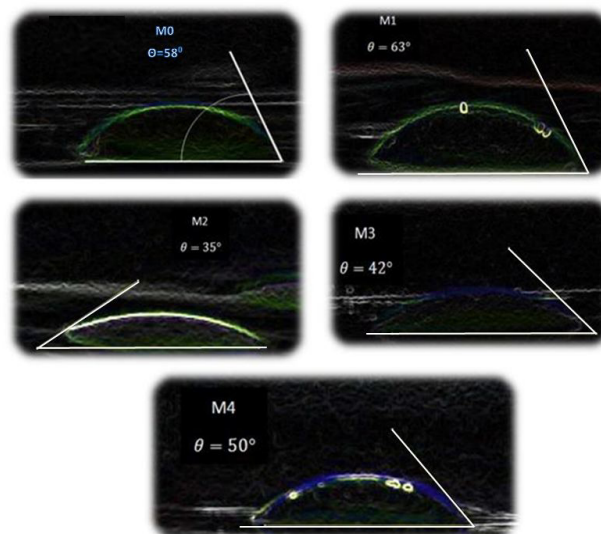 M0
Θ=58⁰
M1
θ = 63°
M2
θ = 35°
M3
θ = 42°
M4
θ = 50°